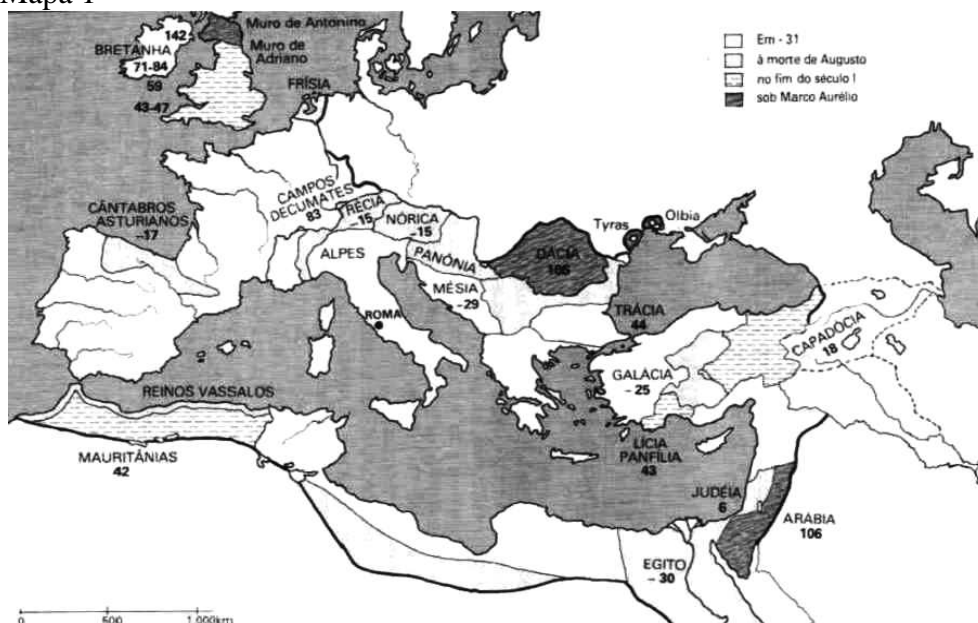 Mapa 1
Muro de Antonino
142
BRETANHA
Muro de
Adriano
71-84
59
43-47
FRÍSIA
Em - 31
à morte de Augusto
no fim do século I
sob Marco Aurélio
CAMPOS
DECUMATES
83
RÉCIA
-15
NÓRICA
-15
CÂNTABROS
ASTURIANOS
-17
Tyras
Olbia
ALPES
PANÓNIA
DÁCIA
106
MÉSIA
-29
ROMA
TRÁCIA
44
CAPADÓCIA
18
GALÁCIA
- 25
REINOS VASSALOS
MAURITÂNIAS
42
LÍCIA
PANFÍLIA
43
JUDÉIA
6
ARÁBIA
106
EGITO
- 30
0 500 1.000km